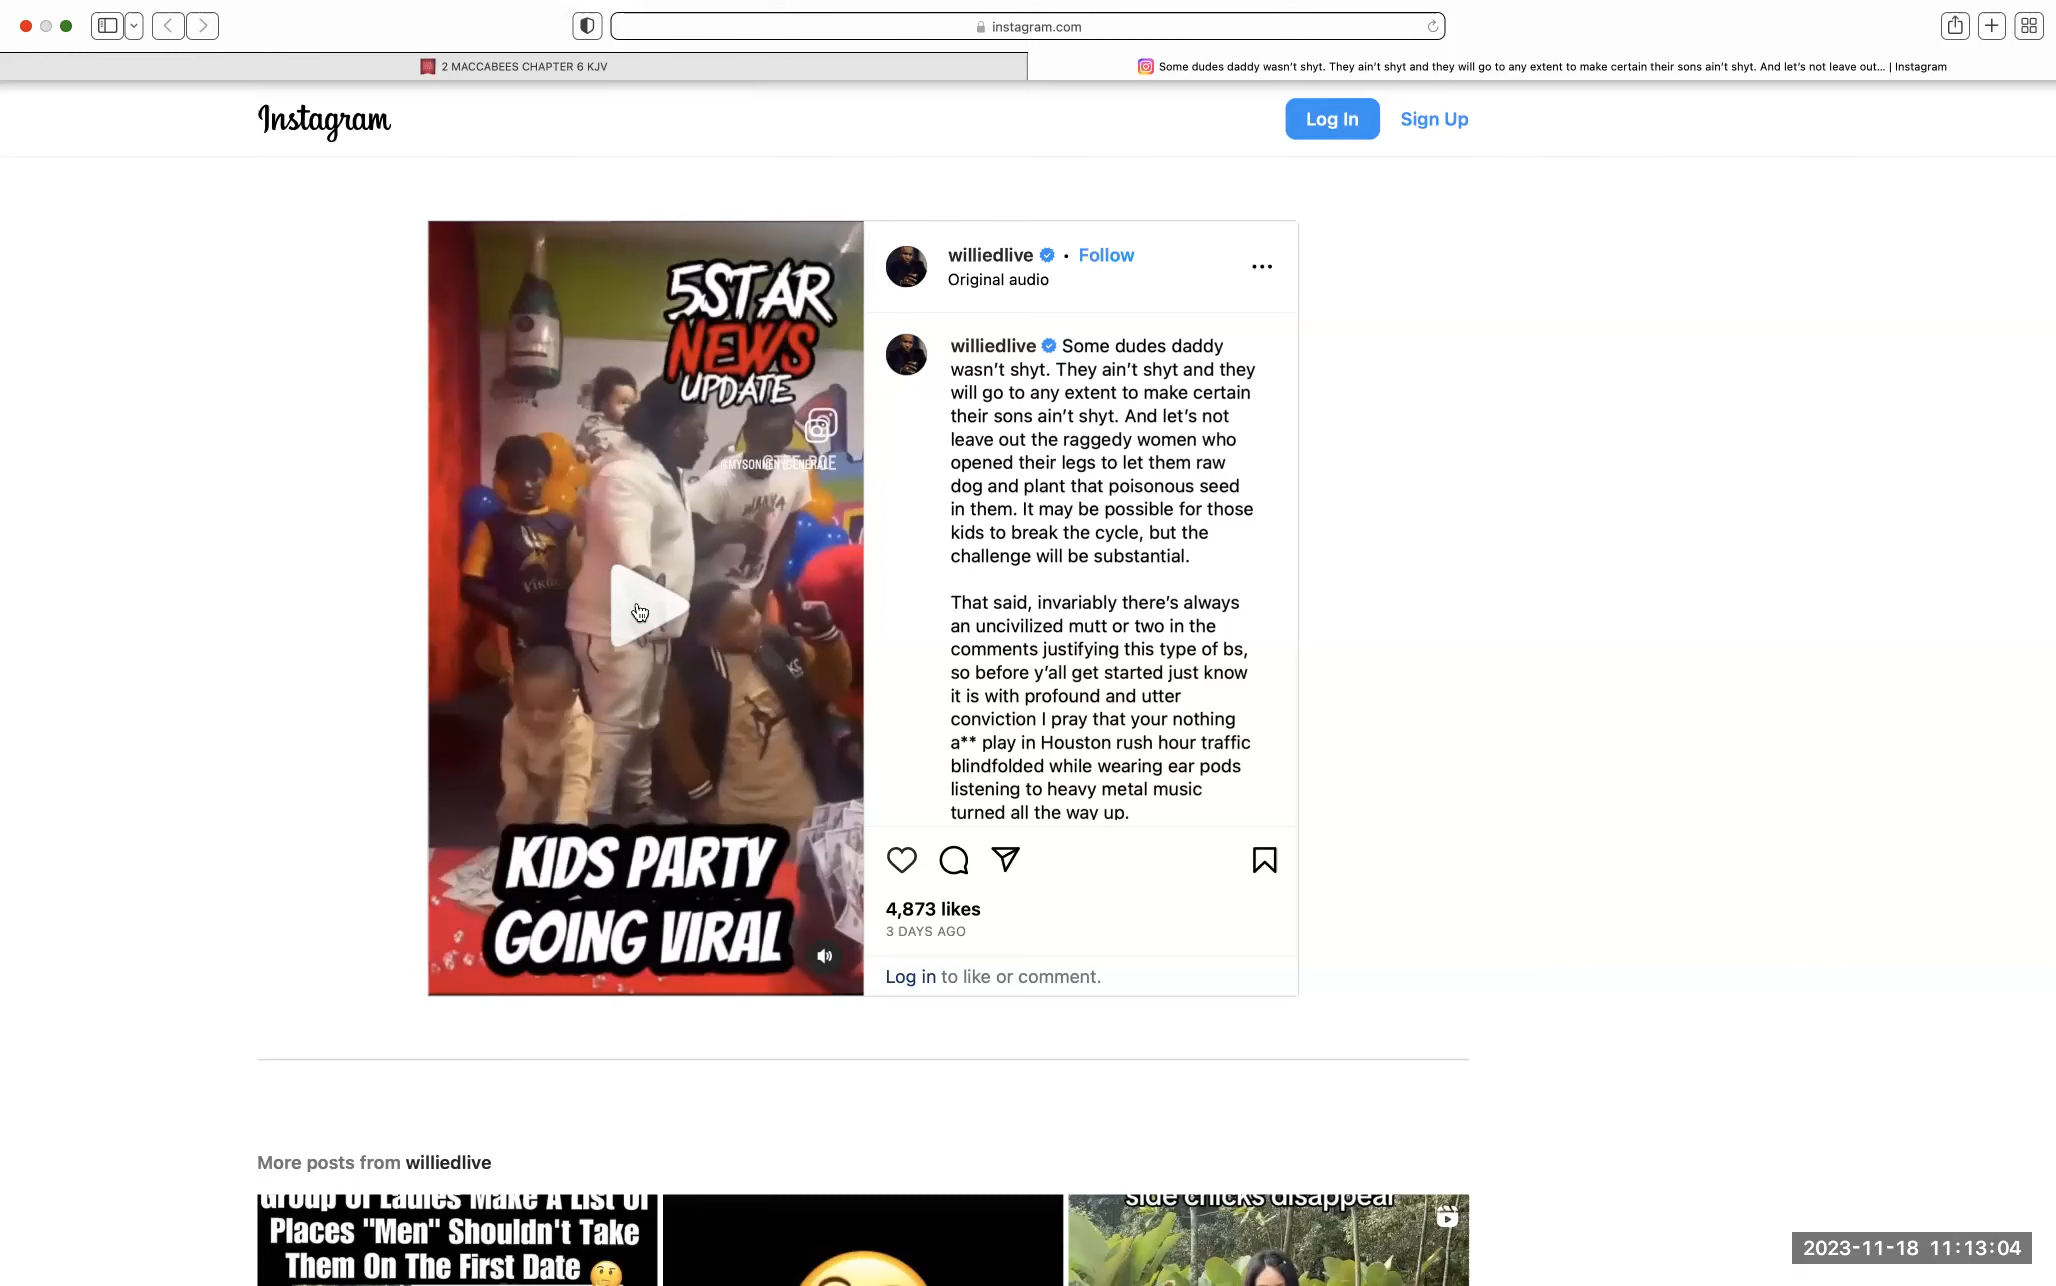 instagram.com
2 MACCABEES CHAPTER 6 KJV
Some dudes daddy wasn't shyt. They ain't shyt and they will go to any extent to make certain their sons ain't shyt. And let's not leave out... | Instagram
Instagram
Log In
Sign Up
5STAR
NEWS
UPDATE
VIKI
KC
KIDS PARTY
GOING VIRAL
williedlive • Follow
Original audio
williedlive Some dudes daddy
wasn't shyt. They ain't shyt and they
will go to any extent to make certain
their sons ain't shyt. And let's not
leave out the raggedy women who
opened their legs to let them raw
dog and plant that poisonous seed
in them. It may be possible for those
kids to break the cycle, but the
challenge will be substantial.
That said, invariably there's always
an uncivilized mutt or two in the
comments justifying this type of bs,
so before y'all get started just know
it is with profound and utter
conviction I pray that your nothing
a** play in Houston rush hour traffic
blindfolded while wearing ear pods
listening to heavy metal music
turned all the way up.
4,873 likes
3 DAYS AGO
Log in to like or comment.
More posts from williedlive
Group Of Ladies Make A List Of
Places "Men" Shouldn't Take
Them On The First Date
side chicks disappear
2023-11-18 11:13:04